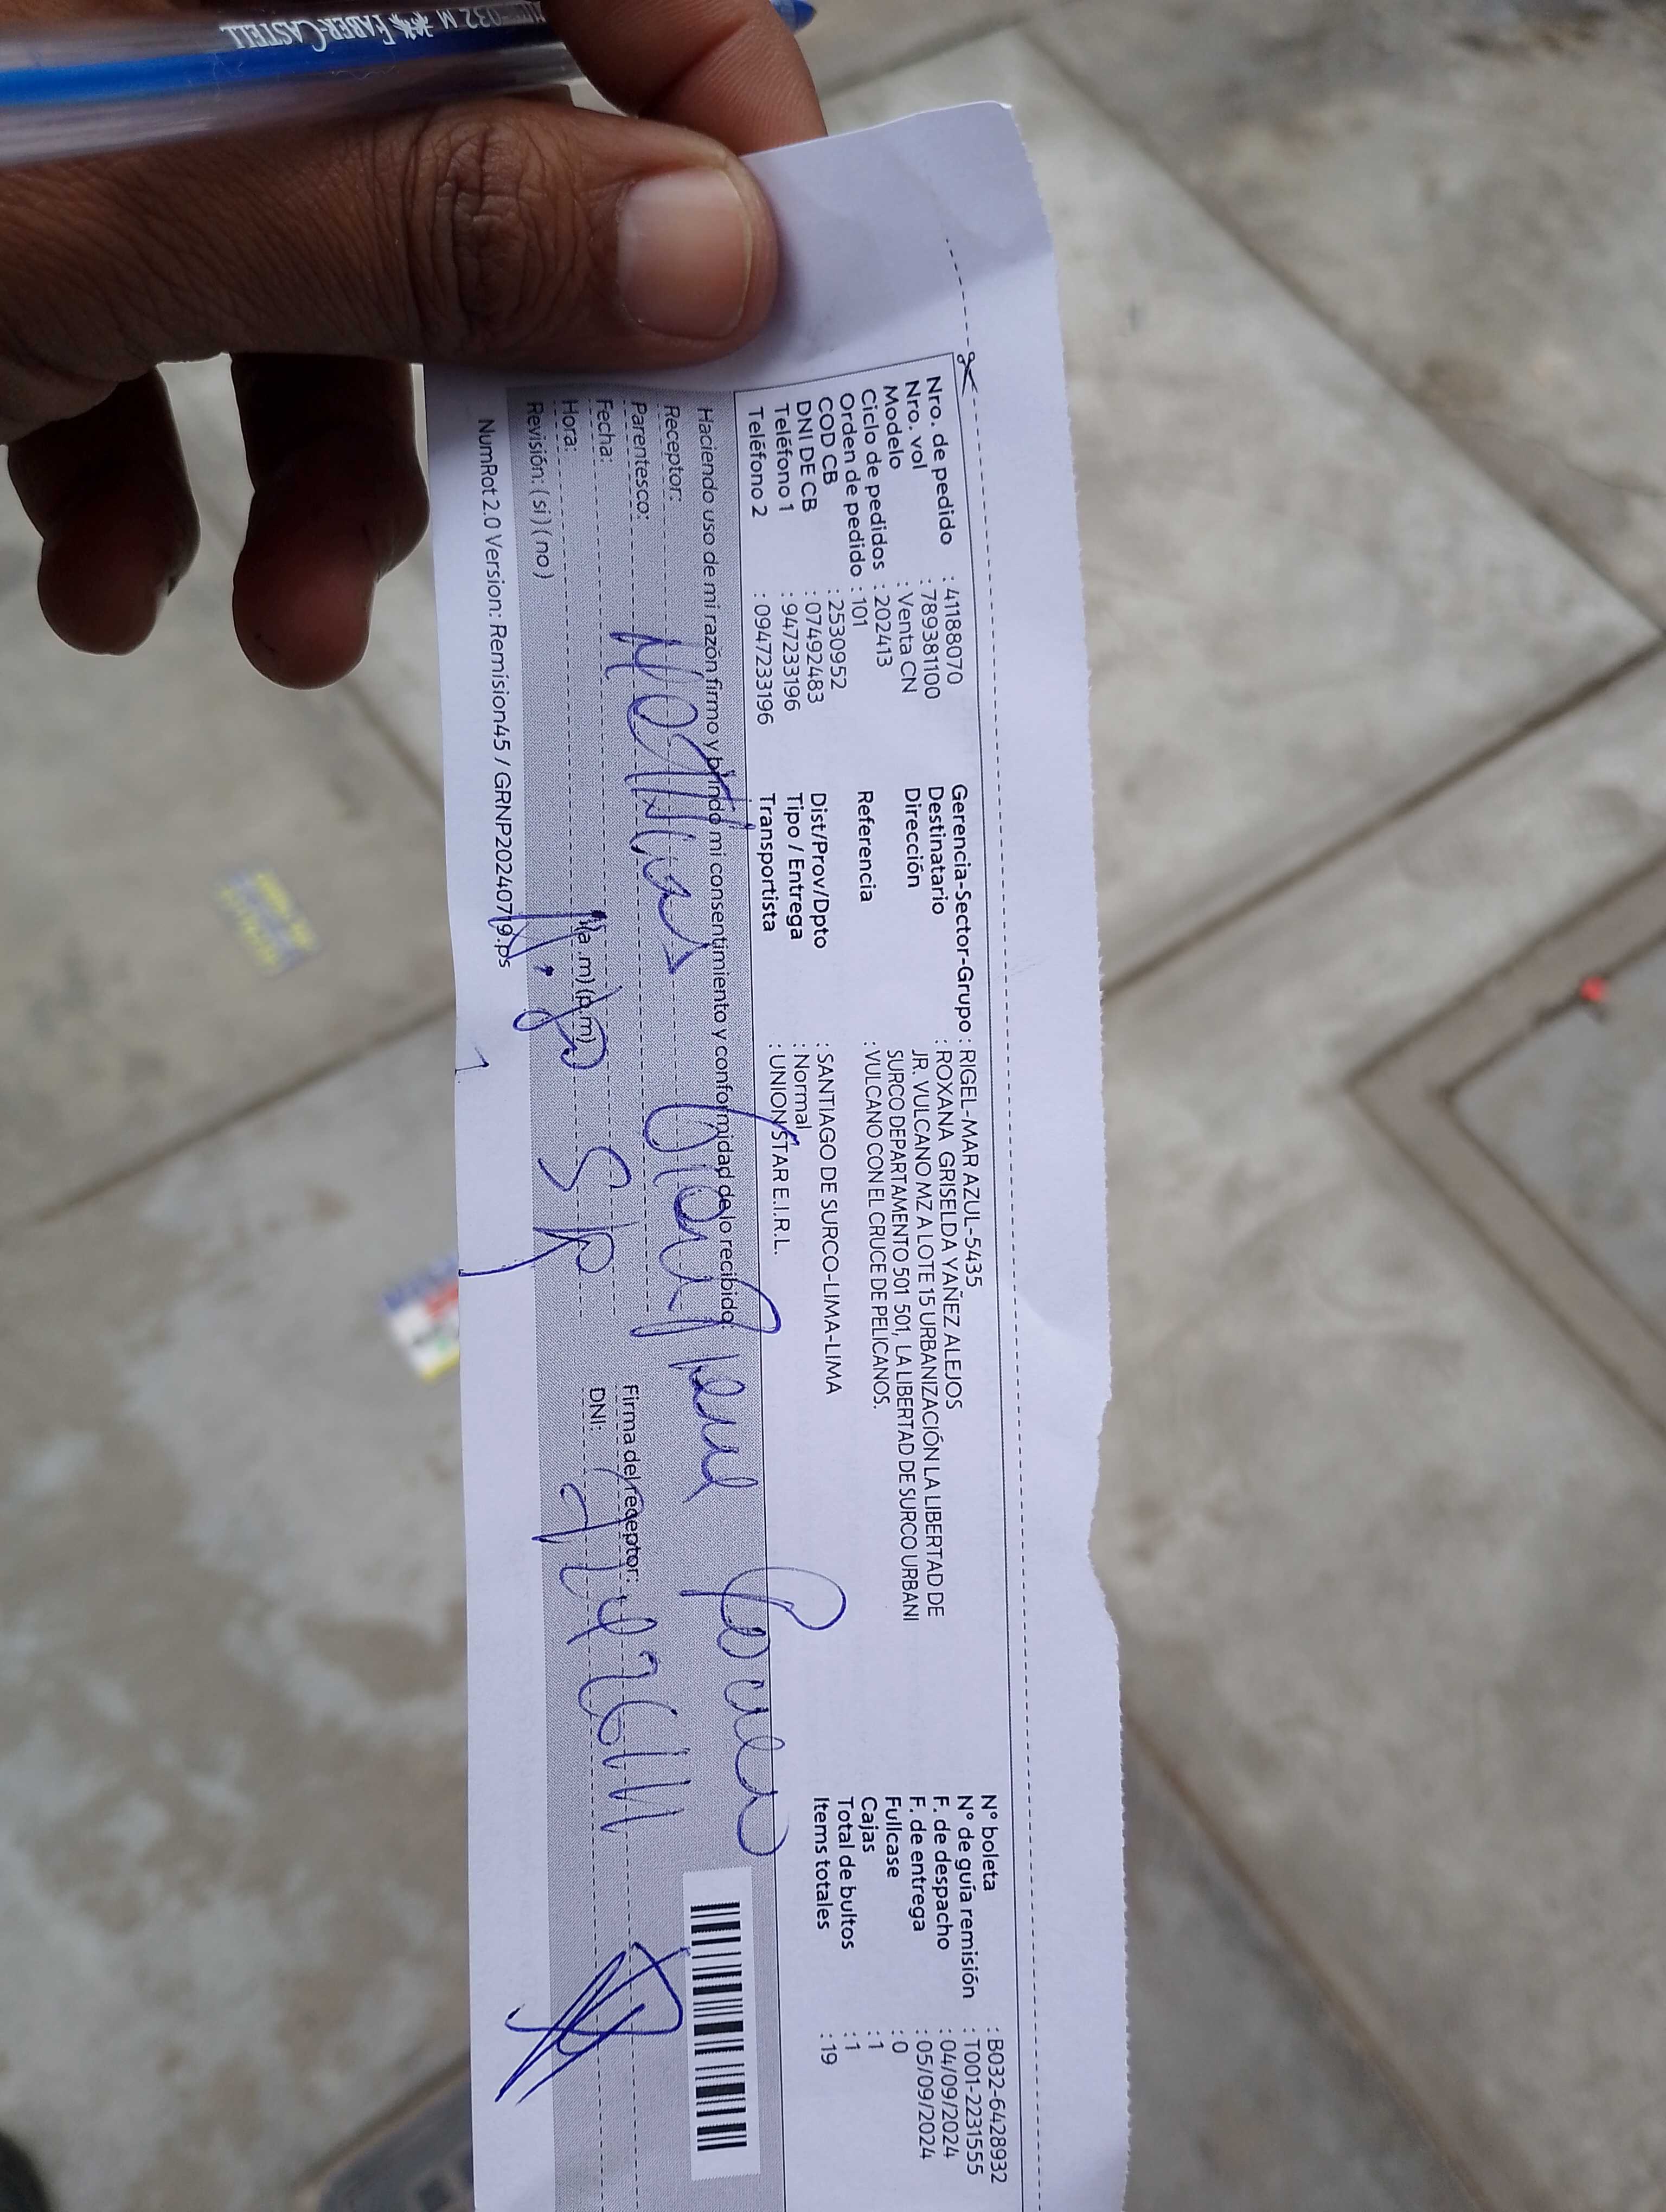 FABER-CASTELL 032 M
Nro. de pedido : 411888070
Nro. vol : 789381100
Modelo : Venta CN
Ciclo de pedidos : 202413
Orden de pedido : 101
COD CB : 2530952
DNI DE CB : 07492483
Teléfono 1 : 947233196
Teléfono 2 : 0947233196
Gerencia-Sector-Grupo : RIGEL-MAR AZUL-5435
Destinatario : ROXANA GRISELDA YAÑEZ ALEJOS
Dirección JR. VULCANO MZ A LOTE 15 URBANIZACIÓN LA LIBERTAD DE
SURCO DEPARTAMENTO 501 501, LA LIBERTAD DE SURCO URBANI
Referencia : VULCANO CON EL CRUCE DE PELICANOS.
Dist/Prov/Dpto : SANTIAGO DE SURCO-LIMA-LIMA
Tipo / Entrega : Normal
Transportista : UNION STAR E.I.R.L.
N° boleta : B032-6428932
N° de guía remisión : T001-2231555
F. de despacho : 04/09/2024
F. de entrega : 05/09/2024
Fullcase : 0
Cajas : 1
Total de bultos : 1
Items totales : 19
Haciendo uso de mi razón firmo y brindo mi consentimiento y conformidad de lo recibido:
Receptor:
Parentesco:
Fecha:
Hora: (a.m) (p.m)
Revisión: ( si ) ( no )
Firma del receptor:
DNI:
NumRot 2.0 Version: Remision45 / GRNP20240719.ps